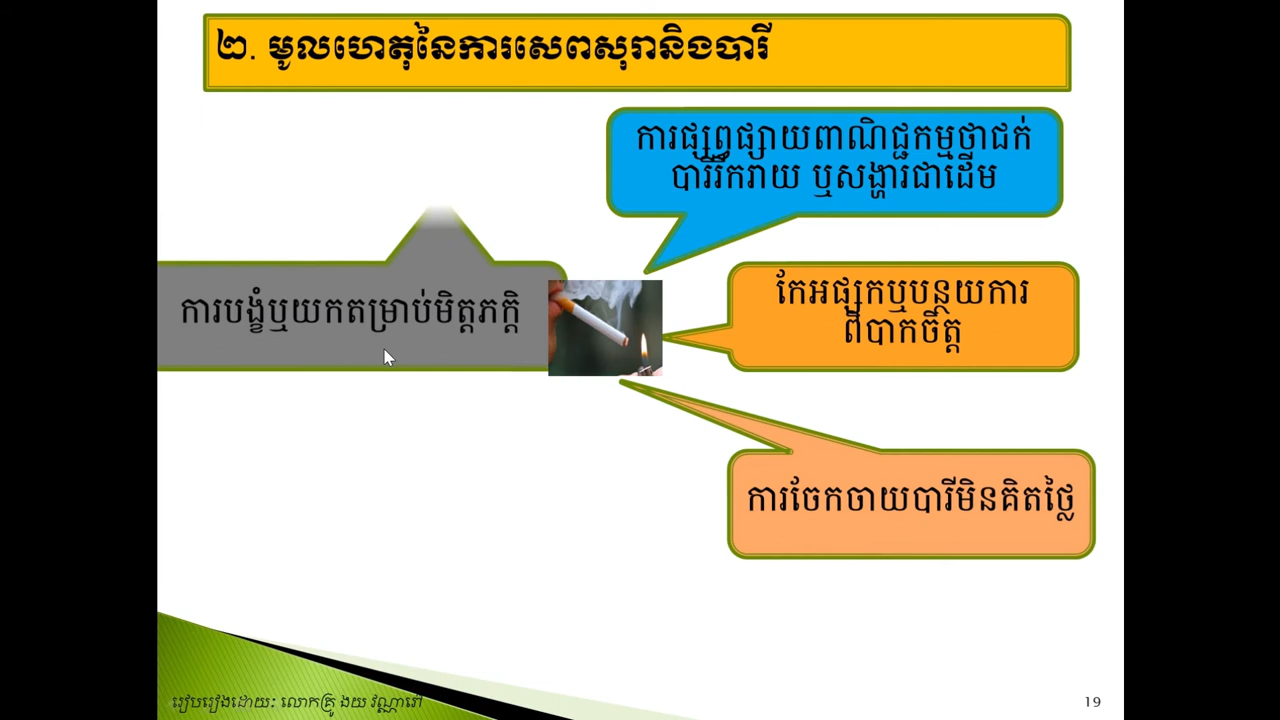 ២. មូលហេតុនៃការសេពសុរានិងបារី
ការផ្សព្វផ្សាយពាណិជ្ជកម្មថាជក់
បារីរីករាយ ឬសង្ហារជាដើម
ការបង្ខំឬយកតម្រាប់មិត្តភក្តិ
កែអផ្សុកឬបន្ថយការ
ពិបាកចិត្ត
ការចែកចាយបារីមិនគិតថ្លៃ
រៀបរៀងដោយៈ លោកគ្រូ ងយ វណ្ណារៅ
19